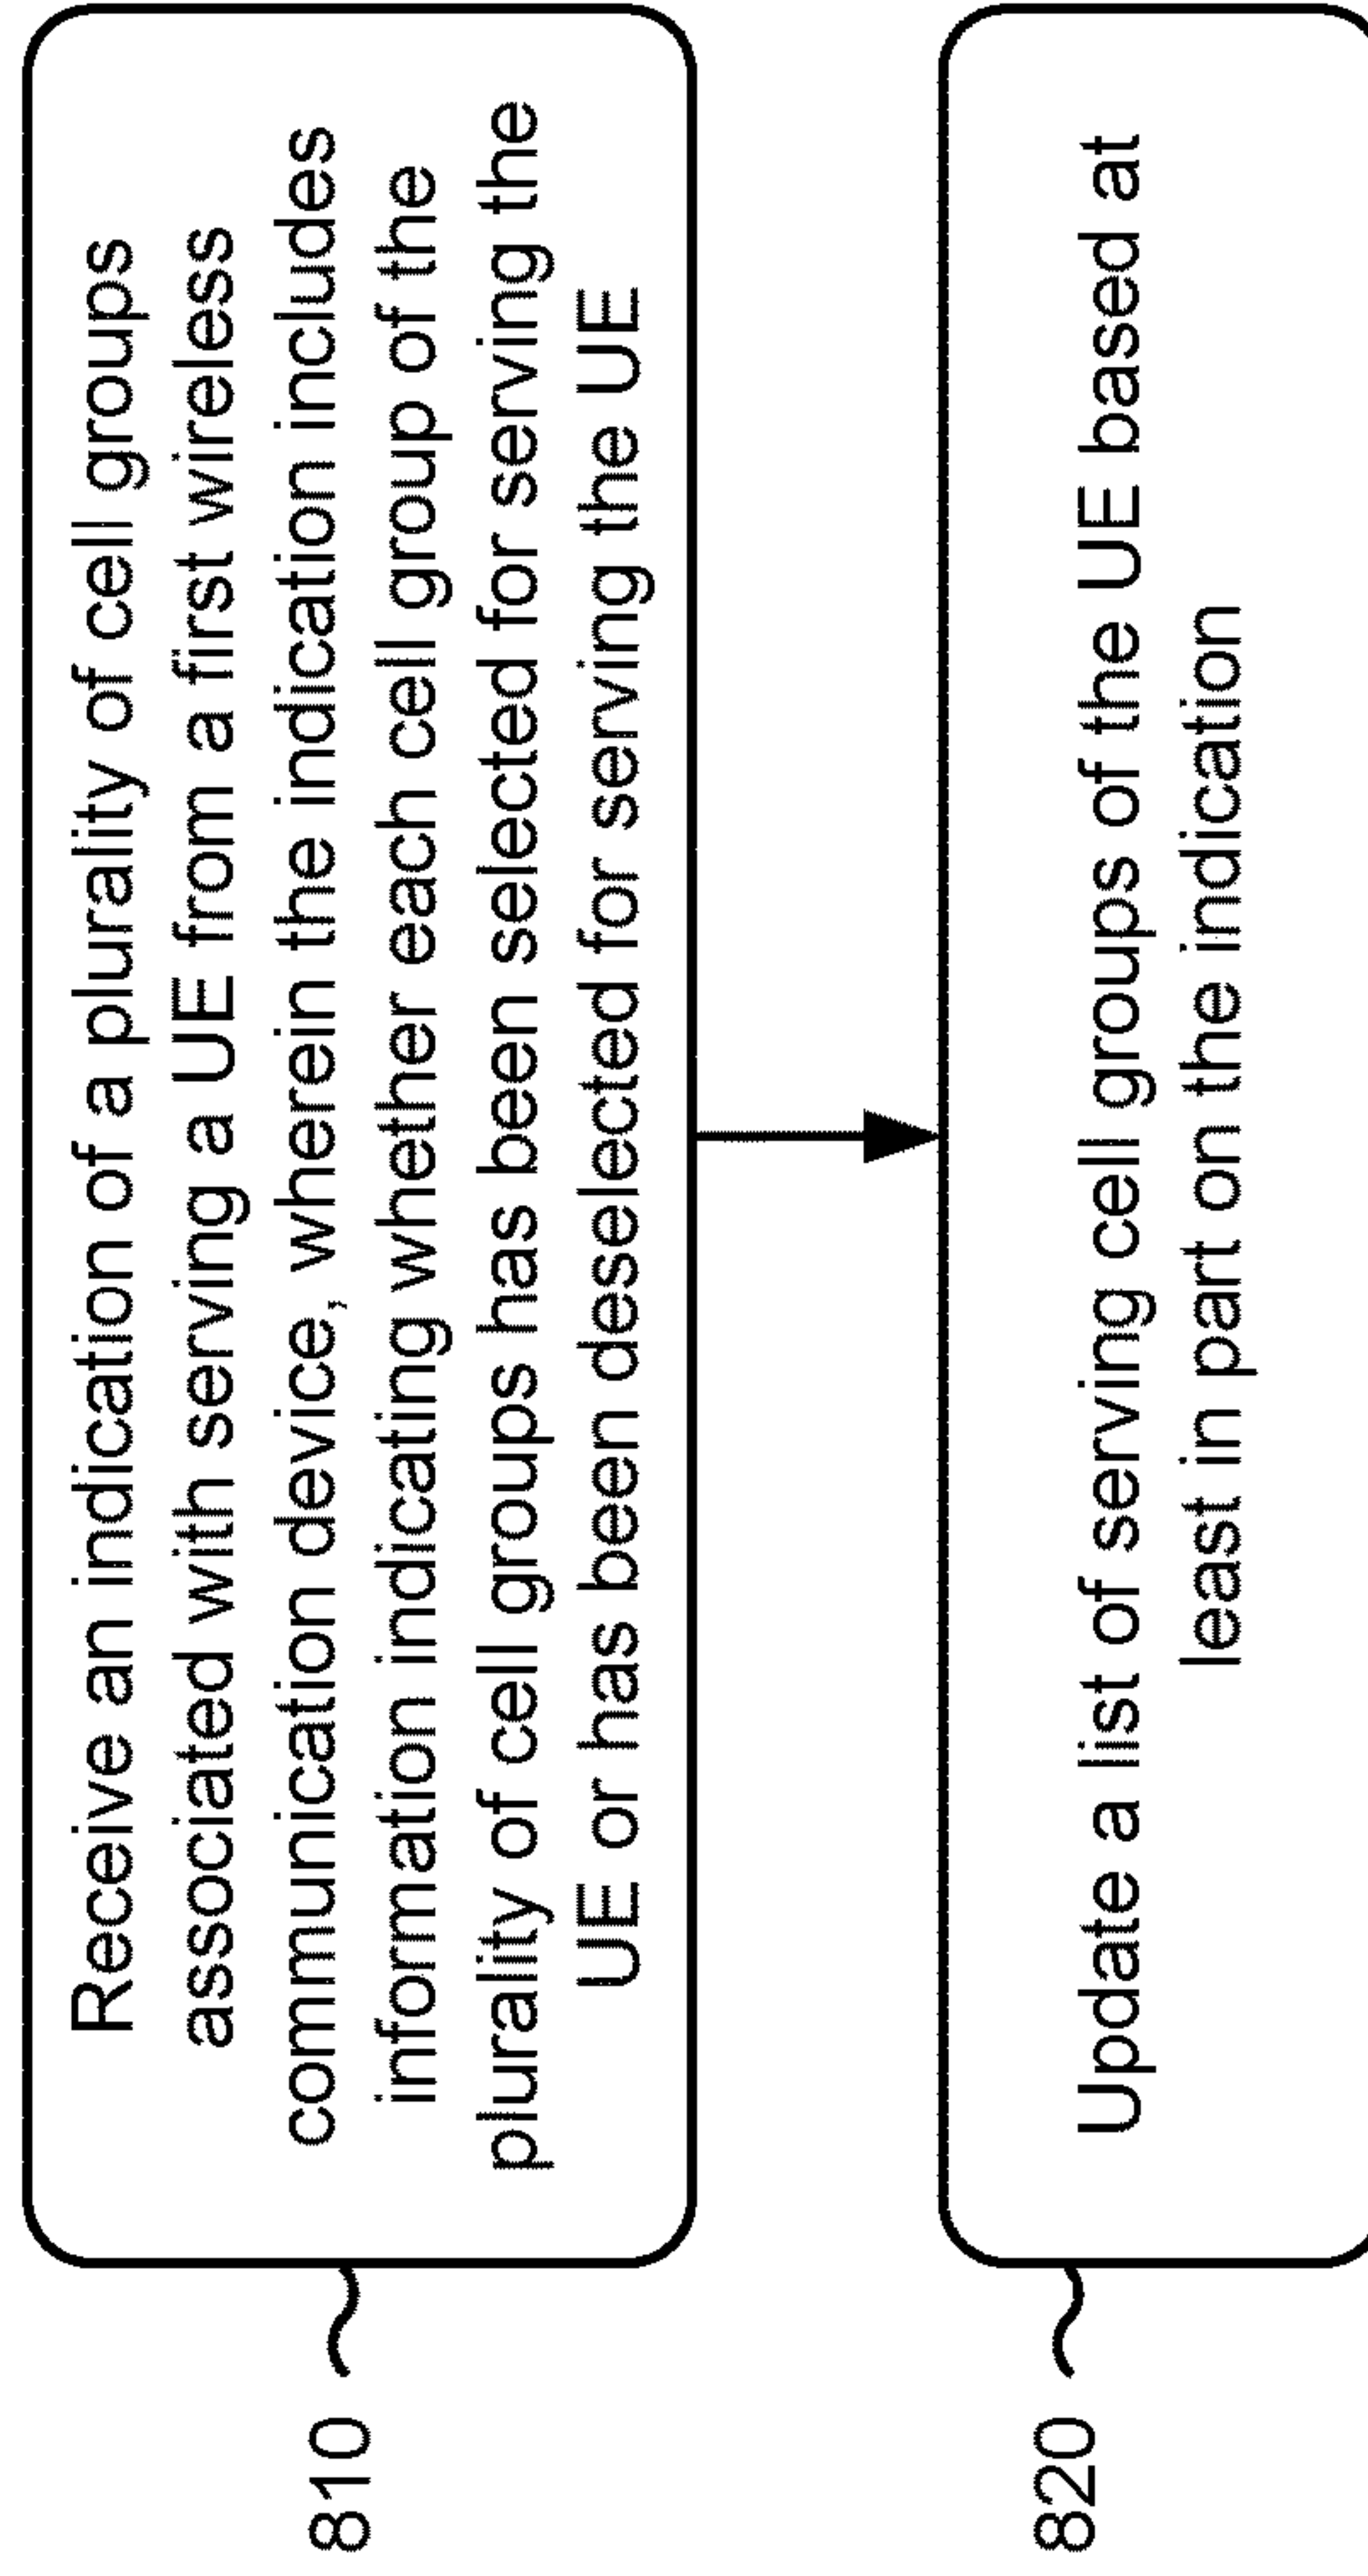 Receive an indication of a plurality of cell groups
associated with serving a UE from a first wireless
communication device, wherein the indication includes
information indicating whether each cell group of the
plurality of cell groups has been selected for serving the
UE or has been deselected for serving the UE
810
Update a list of serving cell groups of the UE based at
least in part on the indication
820